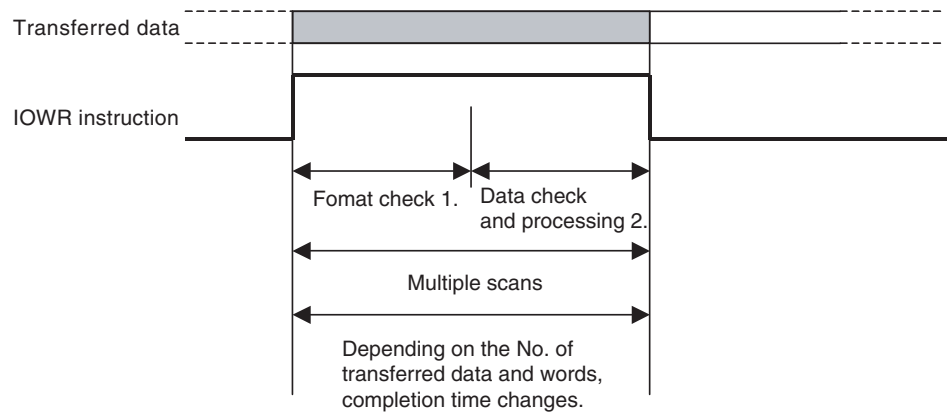 Transferred data
IOWR instruction
Fomat check 1.
Data check
and processing 2.
Multiple scans
Depending on the No. of
transferred data and words,
completion time changes.